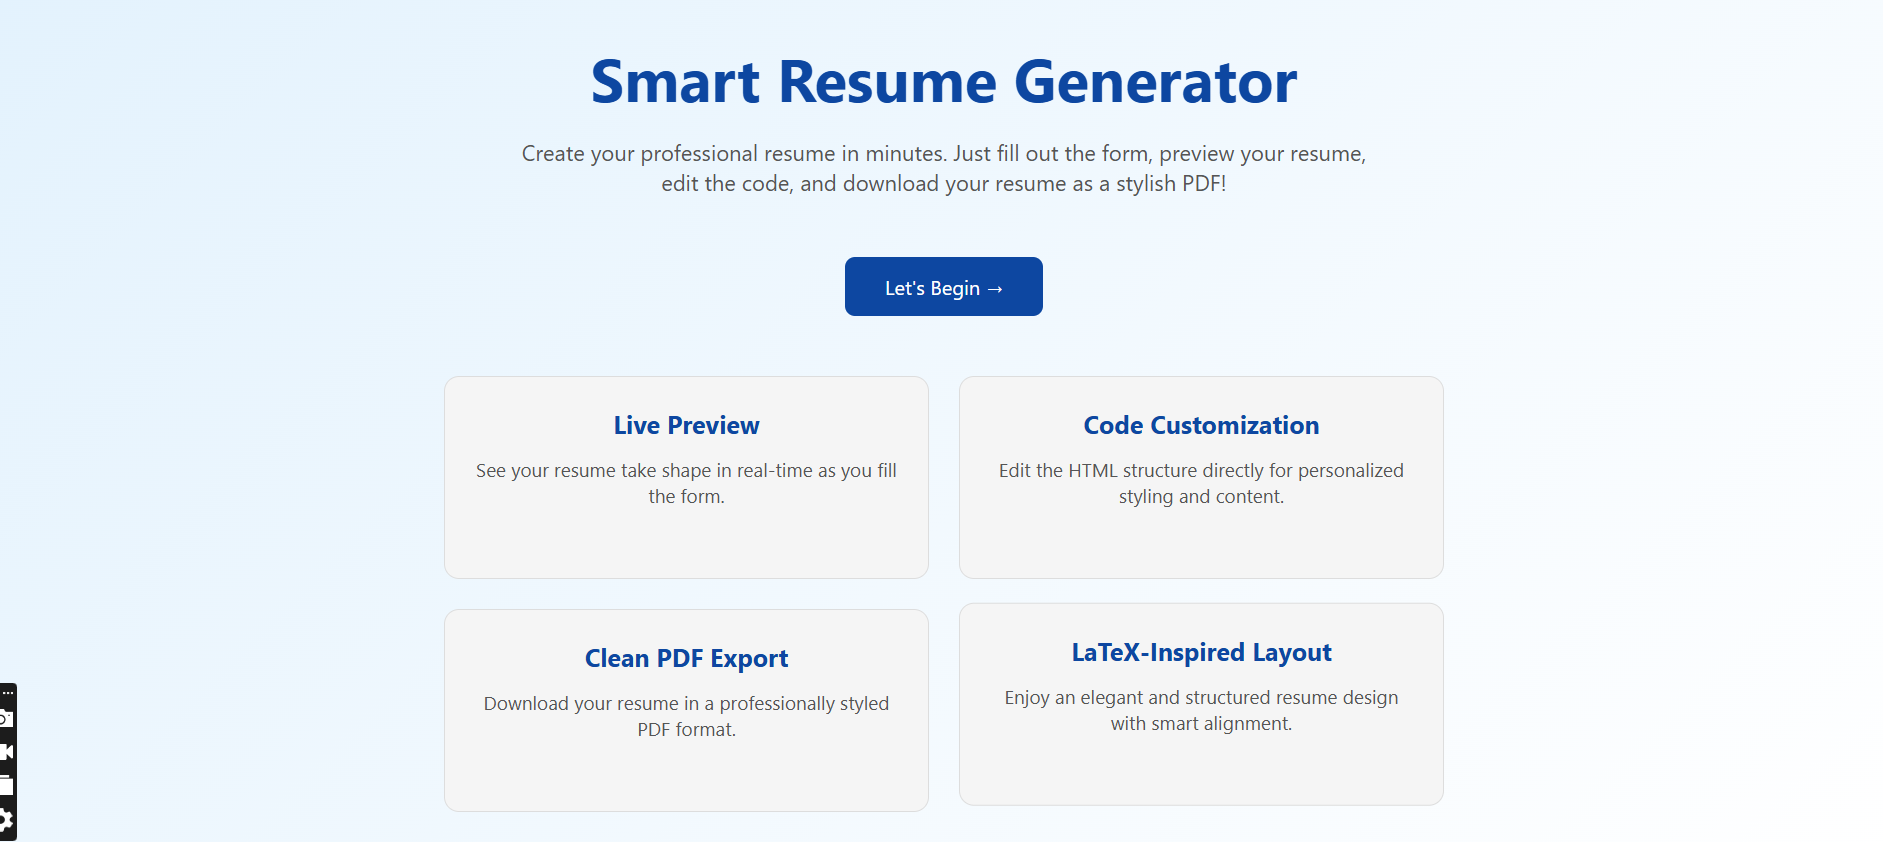 Smart Resume Generator
Create your professional resume in minutes. Just fill out the form, preview your resume,
edit the code, and download your resume as a stylish PDF!
Let's Begin →
Live Preview
See your resume take shape in real-time as you fill
the form.
Code Customization
Edit the HTML structure directly for personalized
styling and content.
Clean PDF Export
Download your resume in a professionally styled
PDF format.
LaTeX-Inspired Layout
Enjoy an elegant and structured resume design
with smart alignment.